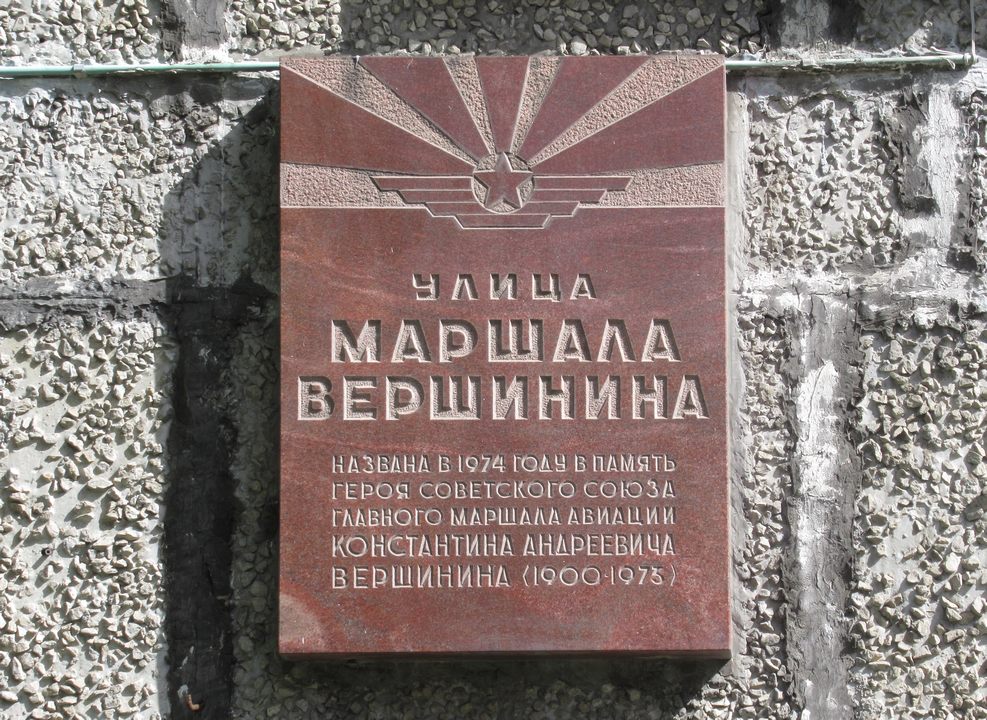 УЛИЦА
МАРШАЛА
ВЕРШИНИНА
НАЗВАНА В 1974 ГОДУ В ПАМЯТЬ
ГЕРОЯ СОВЕТСКОГО СОЮЗА
ГЛАВНОГО МАРШАЛА АВИАЦИИ
КОНСТАНТИНА АНДРЕЕВИЧА
ВЕРШИНИНА (1900-1973)